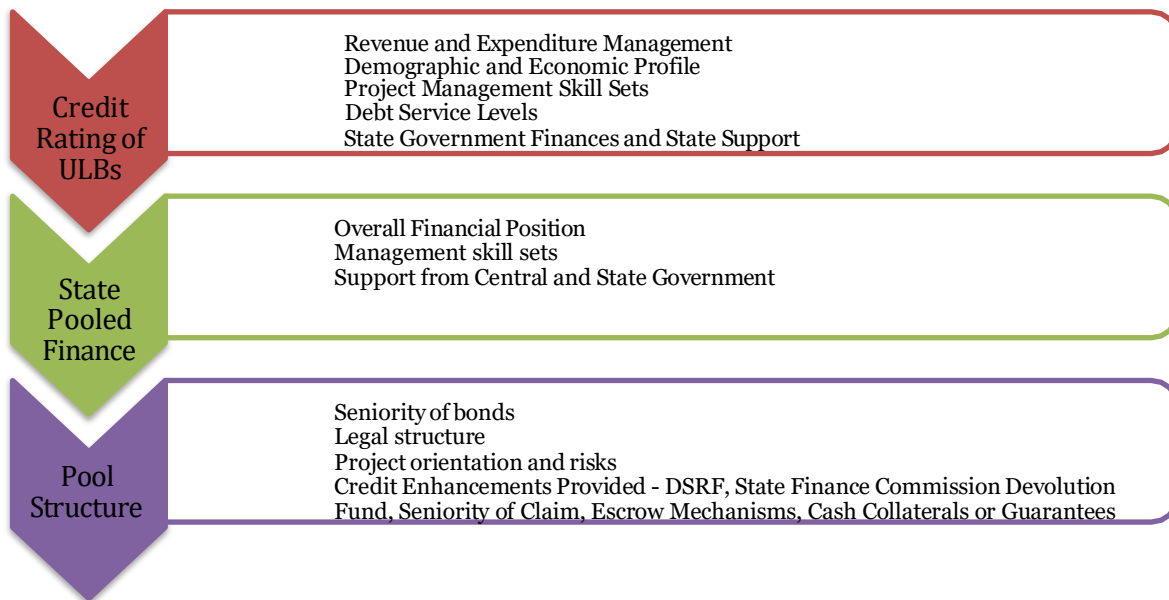 Credit
Rating of
ULBs
Revenue and Expenditure Management
Demographic and Economic Profile
Project Management Skill Sets
Debt Service Levels
State Government Finances and State Support
State
Pooled
Finance
Overall Financial Position
Management skill sets
Support from Central and State Government
Pool
Structure
Seniority of bonds
Legal structure
Project orientation and risks
Credit Enhancements Provided - DSRF, State Finance Commission Devolution
Fund, Seniority of Claim, Escrow Mechanisms, Cash Collaterals or Guarantees